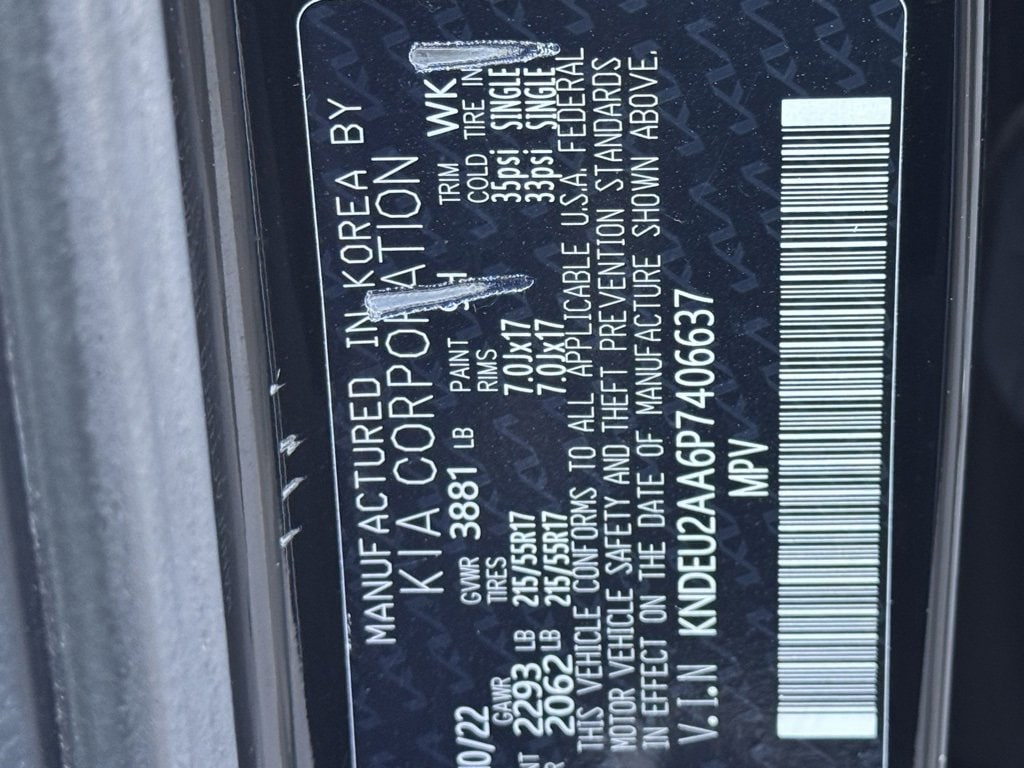 MANUFACTURED IN KOREA BY
KIA CORPORATION
10/22 GVWR 3881 LB PAINT TRIM WK
GAWR TIRES RIMS COLD TIRE IN
NT 2293 LB 215/55R17 7.0Jx17 35psi SINGLE
R 2062 LB 215/55R17 7.0Jx17 33psi SINGLE
THIS VEHICLE CONFORMS TO ALL APPLICABLE U.S.A. FEDERAL
MOTOR VEHICLE SAFETY AND THEFT PREVENTION STANDARDS
IN EFFECT ON THE DATE OF MANUFACTURE SHOWN ABOVE.
V.I.N KNDEU2AA6P7406637
MPV